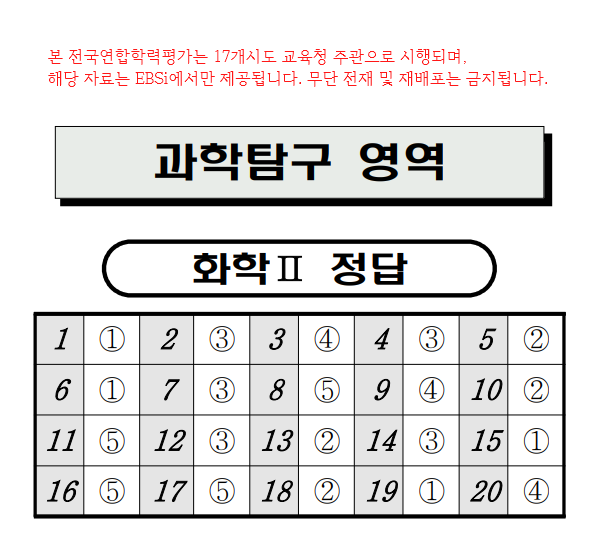 본 전국연합학력평가는 17개시도 교육청 주관으로 시행되며,
해당 자료는 EBSi에서만 제공됩니다. 무단 전재 및 재배포는 금지됩니다.
과학탐구 영역
화학Ⅱ 정답
1 ① 2 ③ 3 ④ 4 ③ 5 ②
6 ① 7 ③ 8 ⑤ 9 ④ 10 ②
11 ⑤ 12 ③ 13 ② 14 ③ 15 ①
16 ⑤ 17 ⑤ 18 ② 19 ① 20 ④